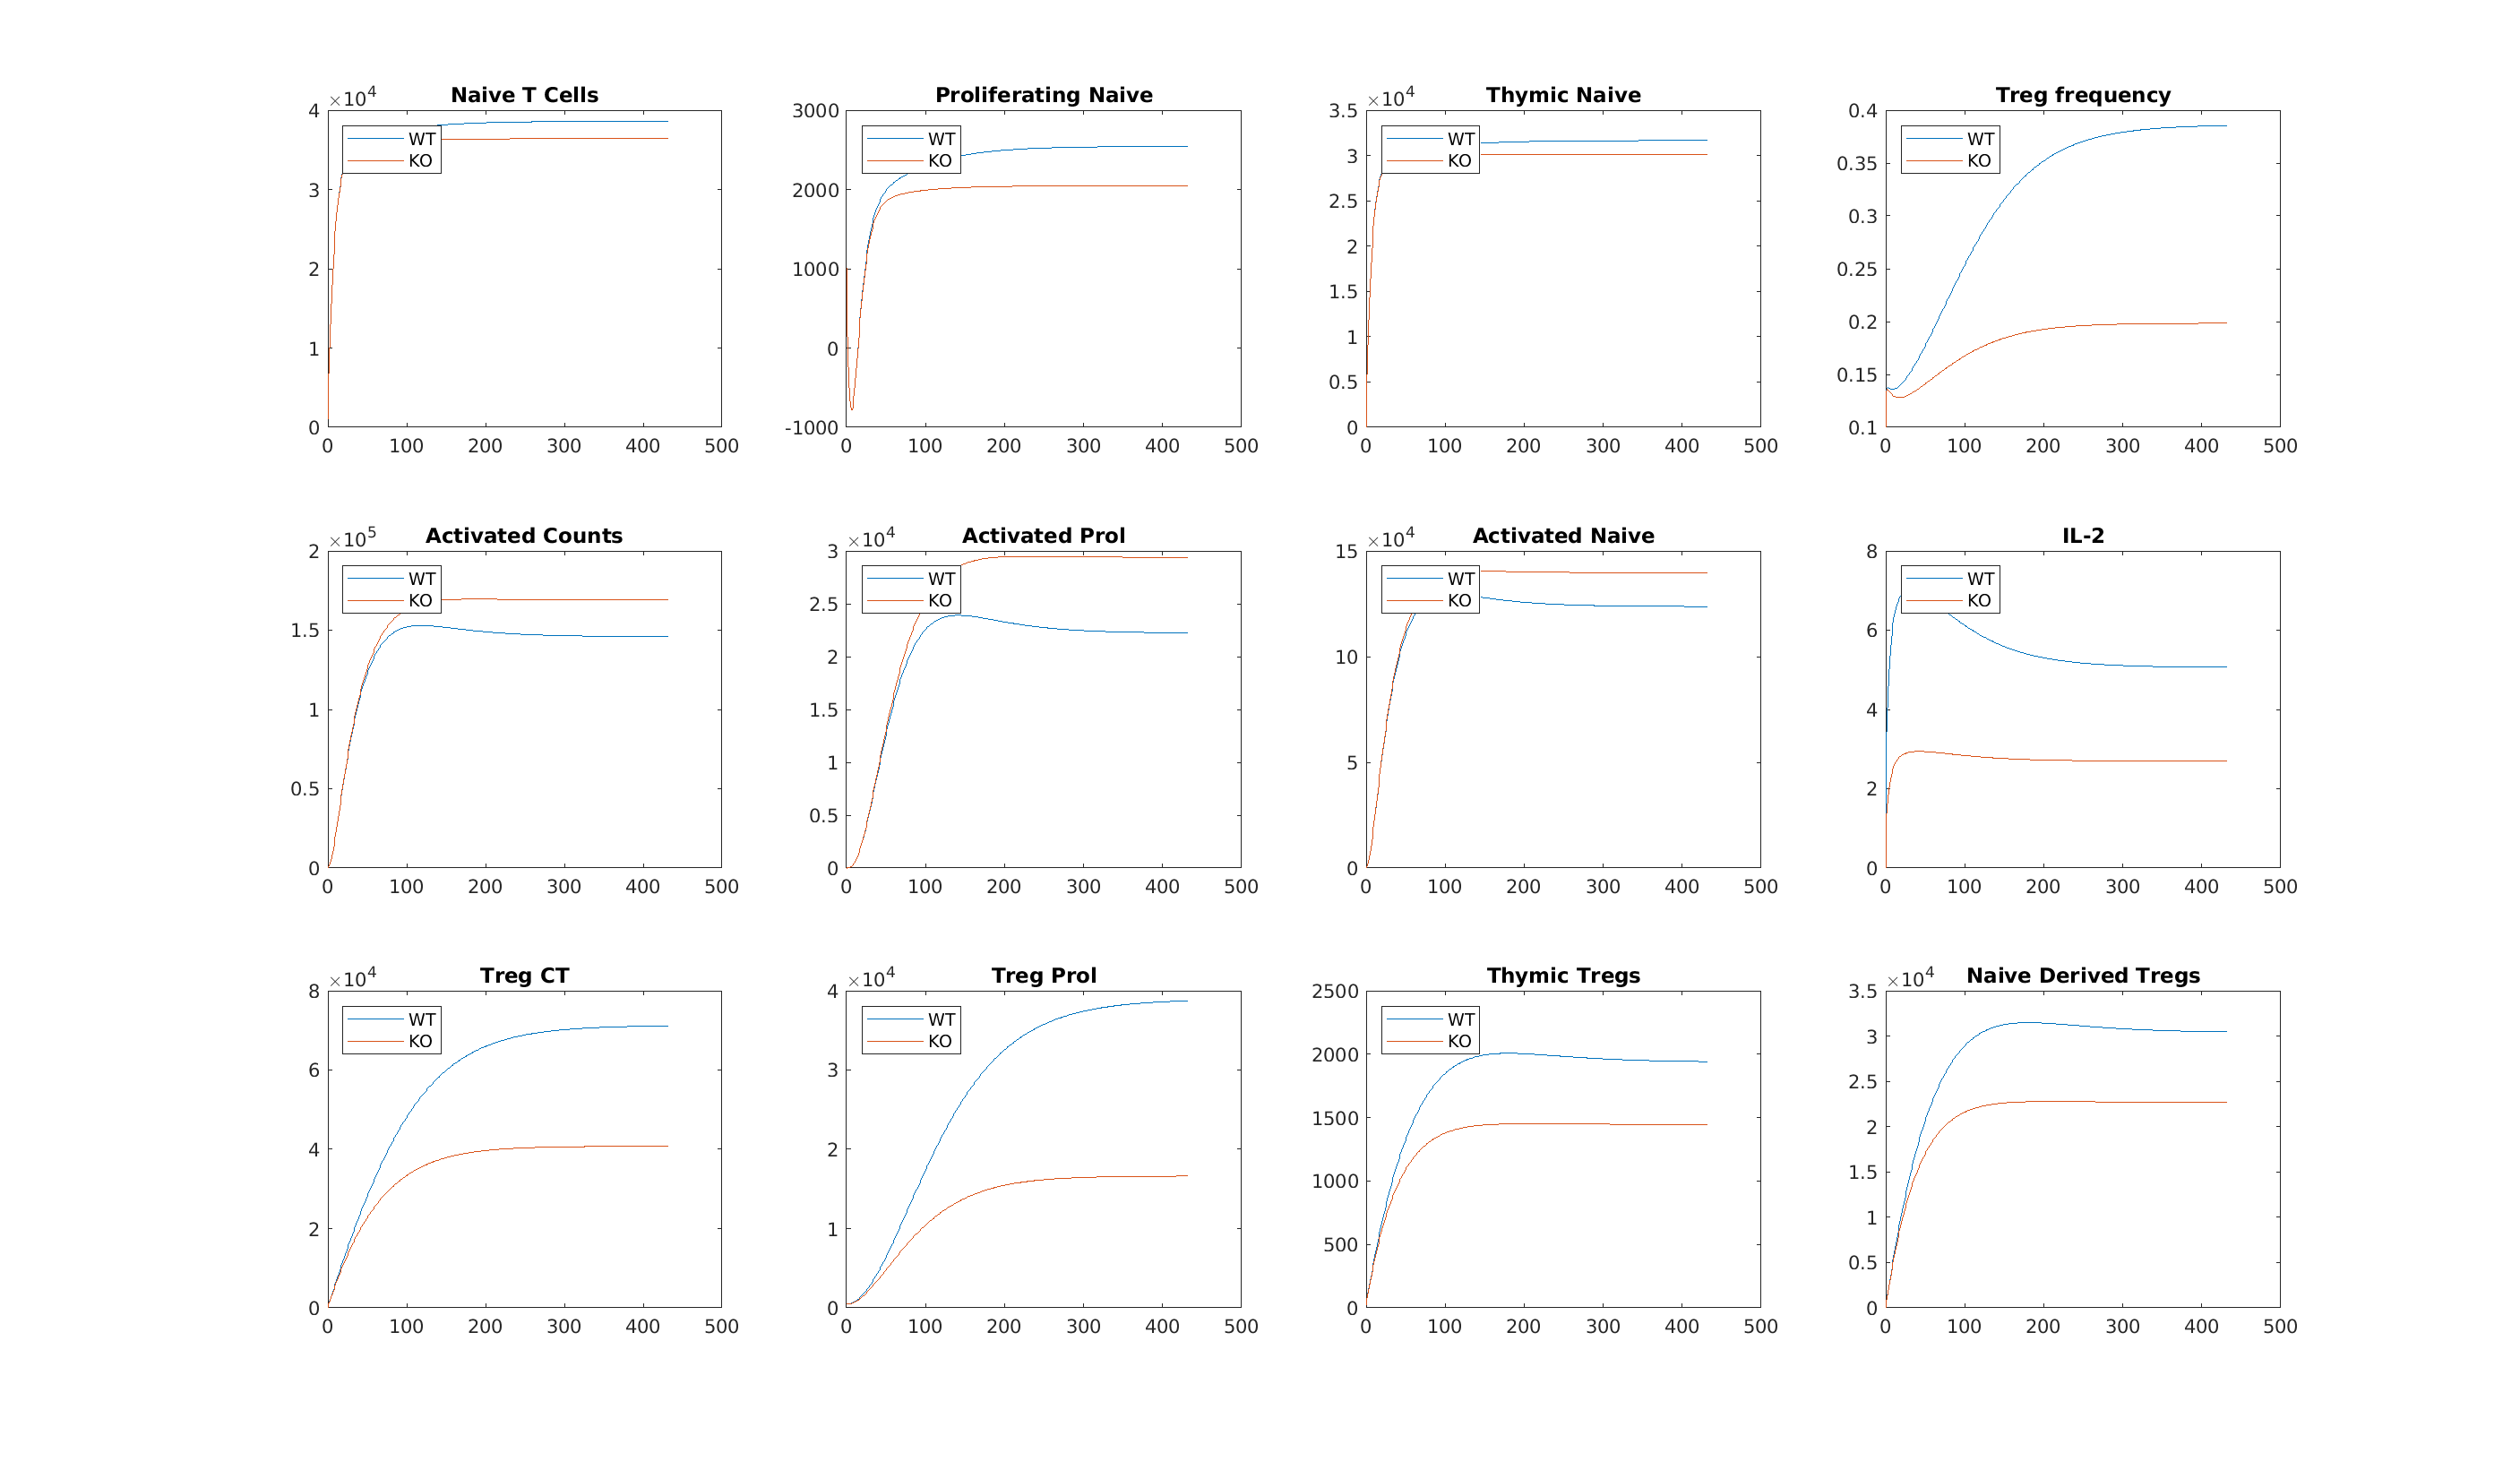 Naive T Cells
×10^4
4
3
2
1
0
0 100 200 300 400 500
WT
KO
Proliferating Naive
3000
2000
1000
0
-1000
0 100 200 300 400 500
WT
KO
Thymic Naive
×10^4
3.5
3
2.5
2
1.5
1
0.5
0
0 100 200 300 400 500
WT
KO
Treg frequency
0.4
0.35
0.3
0.25
0.2
0.15
0.1
0 100 200 300 400 500
WT
KO
Activated Counts
×10^5
2
1.5
1
0.5
0
0 100 200 300 400 500
WT
KO
Activated Prol
×10^4
3
2.5
2
1.5
1
0.5
0
0 100 200 300 400 500
WT
KO
Activated Naive
×10^4
15
10
5
0
0 100 200 300 400 500
WT
KO
IL-2
8
6
4
2
0
0 100 200 300 400 500
WT
KO
Treg CT
×10^4
8
6
4
2
0
0 100 200 300 400 500
WT
KO
Treg Prol
×10^4
4
3
2
1
0
0 100 200 300 400 500
WT
KO
Thymic Tregs
2500
2000
1500
1000
500
0
0 100 200 300 400 500
WT
KO
Naive Derived Tregs
×10^4
3.5
3
2.5
2
1.5
1
0.5
0
0 100 200 300 400 500
WT
KO